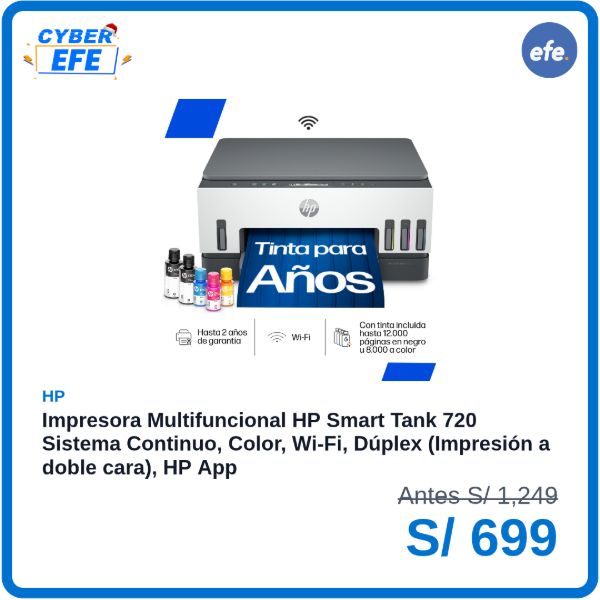 CYBER
EFE
efe.
hp
Tinta para
Años
Hasta 2 años
de garantía
Wi-Fi
Con tinta incluida
hasta 12.000
páginas en negro
u 8.000 a color
HP
Impresora Multifuncional HP Smart Tank 720
Sistema Continuo, Color, Wi-Fi, Dúplex (Impresión a
doble cara), HP App
Antes S/ 1,249
S/ 699